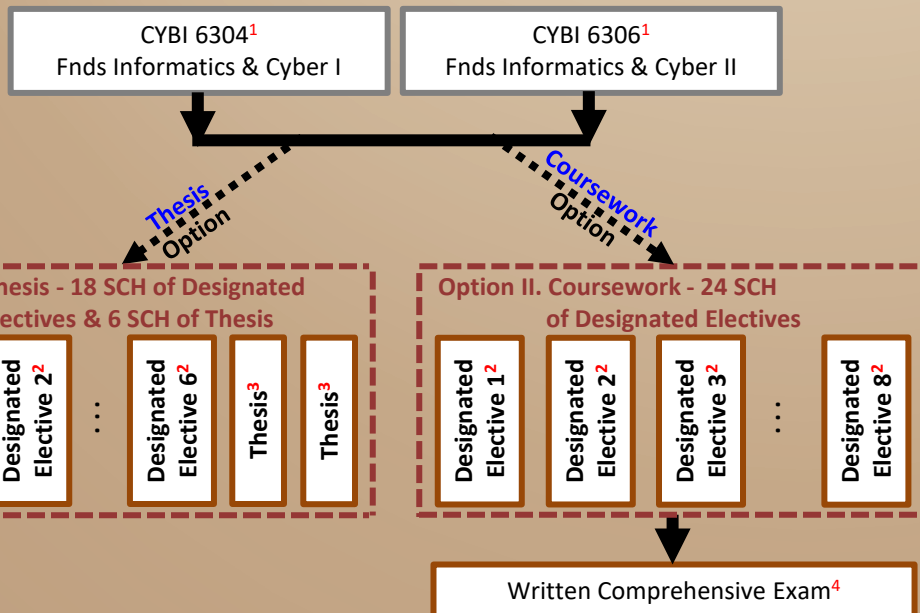 CYBI 6304¹
Fnds Informatics & Cyber I
CYBI 6306¹
Fnds Informatics & Cyber II
Thesis
Option
Coursework
Option
hesis - 18 SCH of Designated
ectives & 6 SCH of Thesis
Designated
Elective 2²
...
Designated
Elective 6²
Thesis³
Thesis³
Option II. Coursework - 24 SCH
of Designated Electives
Designated
Elective 1²
Designated
Elective 2²
Designated
Elective 3²
...
Designated
Elective 8²
Written Comprehensive Exam⁴